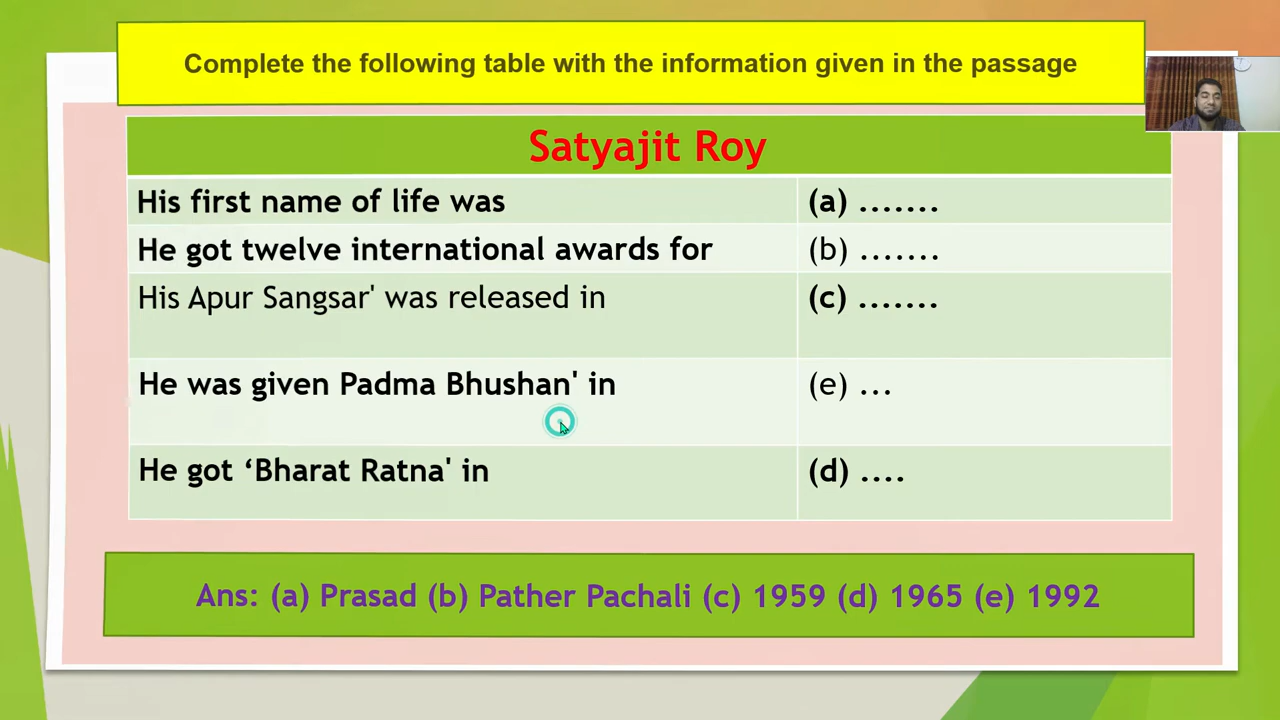 Complete the following table with the information given in the passage
Satyajit Roy
His first name of life was (a) .......
He got twelve international awards for (b) .......
His Apur Sangsar' was released in (c) .......
He was given Padma Bhushan' in (e) ...
He got ‘Bharat Ratna' in (d) ....
Ans: (a) Prasad (b) Pather Pachali (c) 1959 (d) 1965 (e) 1992